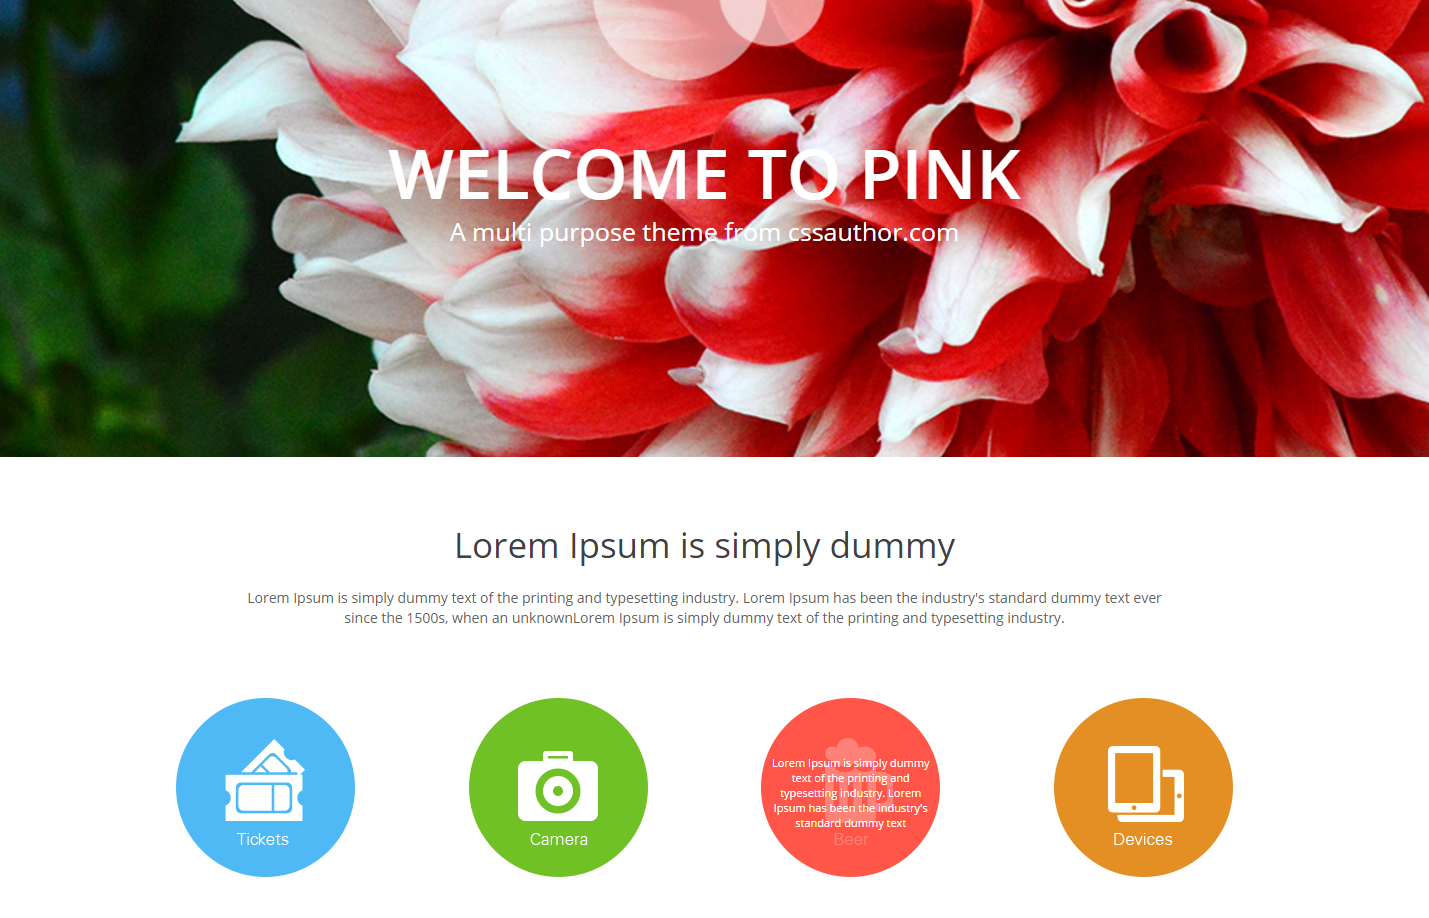 WELCOME TO PINK
A multi purpose theme from cssauthor.com
Lorem Ipsum is simply dummy
Lorem Ipsum is simply dummy text of the printing and typesetting industry. Lorem Ipsum has been the industry's standard dummy text ever
since the 1500s, when an unknownLorem Ipsum is simply dummy text of the printing and typesetting industry.
Tickets
Camera
Lorem Ipsum is simply dummy
text of the printing and
typesetting industry. Lorem
Ipsum has been the industry's
standard dummy text
Beer
Devices